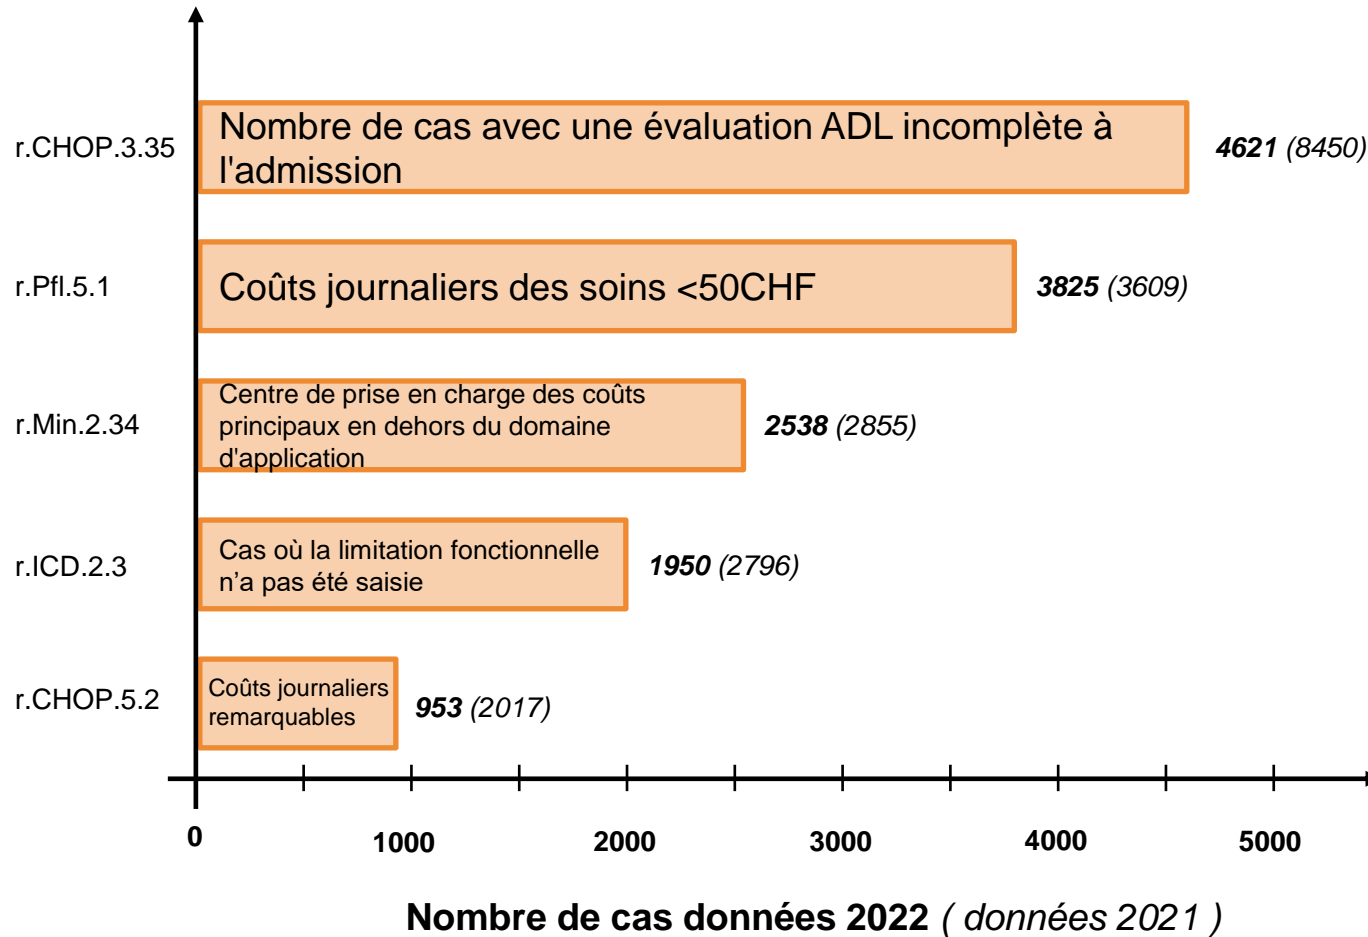 r.CHOP.3.35
Nombre de cas avec une évaluation ADL incomplète à
l'admission
4621 (8450)
r.Pfl.5.1
Coûts journaliers des soins <50CHF
3825 (3609)
r.Min.2.34
Centre de prise en charge des coûts
principaux en dehors du domaine
d'application
2538 (2855)
r.ICD.2.3
Cas où la limitation fonctionnelle
n’a pas été saisie
1950 (2796)
r.CHOP.5.2
Coûts journaliers
remarquables
953 (2017)
0 1000 2000 3000 4000 5000
Nombre de cas données 2022 ( données 2021 )